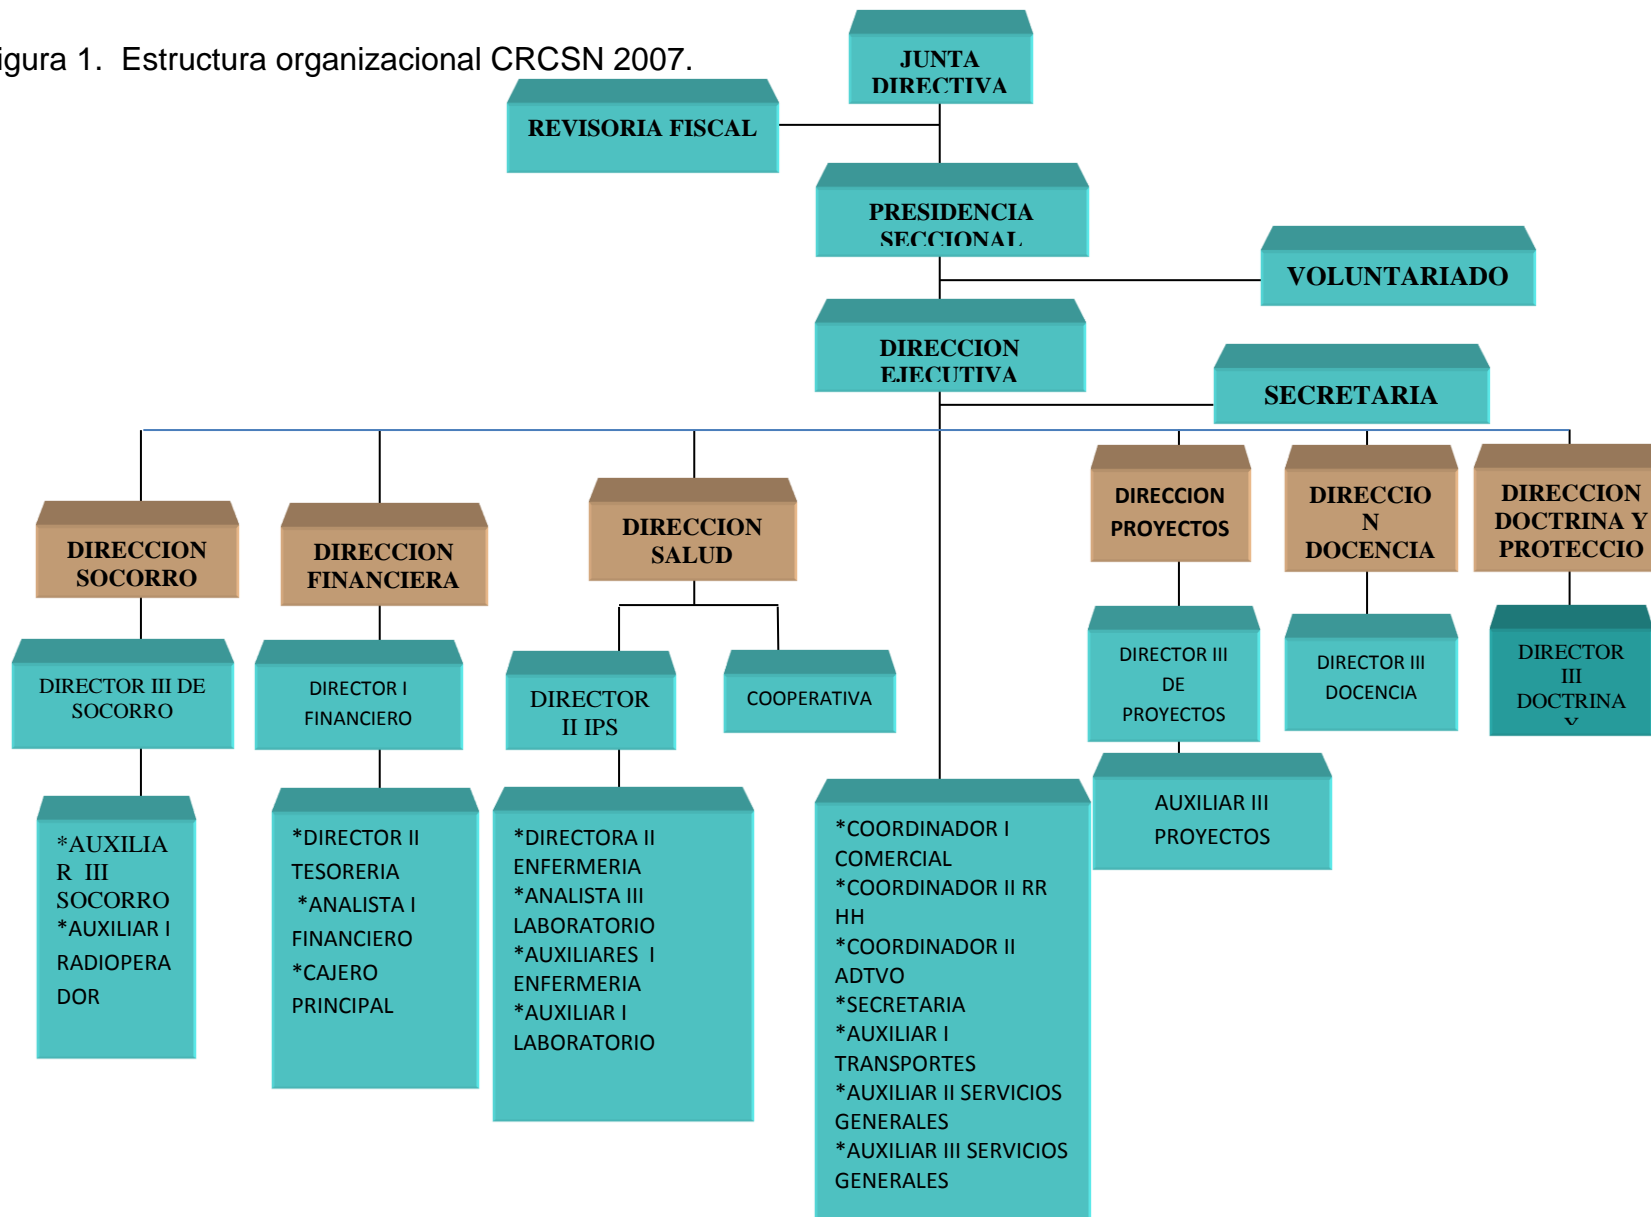 igura 1.  Estructura organizacional CRCSN 2007.
JUNTA
DIRECTIVA
REVISORIA FISCAL
PRESIDENCIA
SECCIONAL
VOLUNTARIADO
DIRECCION
EJECUTIVA
SECRETARIA
DIRECCION
SOCORRO
DIRECCION
FINANCIERA
DIRECCION
SALUD
DIRECCION
PROYECTOS
DIRECCIO
N
DOCENCIA
DIRECCION
DOCTRINA Y
PROTECCIO
DIRECTOR III DE
SOCORRO
DIRECTOR I
FINANCIERO
DIRECTOR
II IPS
COOPERATIVA
DIRECTOR III
DE
PROYECTOS
DIRECTOR III
DOCENCIA
DIRECTOR
III
DOCTRINA
Y
*AUXILIA
R  III
SOCORRO
*AUXILIAR I
RADIOPERA
DOR
*DIRECTOR II
TESORERIA
*ANALISTA I
FINANCIERO
*CAJERO
PRINCIPAL
*DIRECTORA II
ENFERMERIA
*ANALISTA III
LABORATORIO
*AUXILIARES  I
ENFERMERIA
*AUXILIAR I
LABORATORIO
*COORDINADOR I
COMERCIAL
*COORDINADOR II RR
HH
*COORDINADOR II
ADTVO
*SECRETARIA
*AUXILIAR I
TRANSPORTES
*AUXILIAR II SERVICIOS
GENERALES
*AUXILIAR III SERVICIOS
GENERALES
AUXILIAR III
PROYECTOS